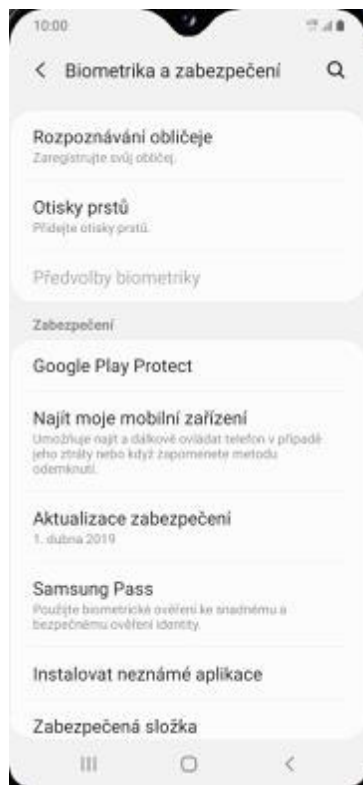 10:00
Biometrika a zabezpečení
Rozpoznávání obličeje
Zaregistrujte svůj obličej.
Otisky prstů
Přidejte otisky prstů.
Předvolby biometriky
Zabezpečení
Google Play Protect
Najít moje mobilní zařízení
Umožňuje najít a dálkově ovládat telefon v případě
jeho ztráty nebo když zapomenete metodu
odemknutí.
Aktualizace zabezpečení
1. dubna 2019
Samsung Pass
Použijte biometrické ověření ke snadnému a
bezpečnému ověření identity.
Instalovat neznámé aplikace
Zabezpečená složka